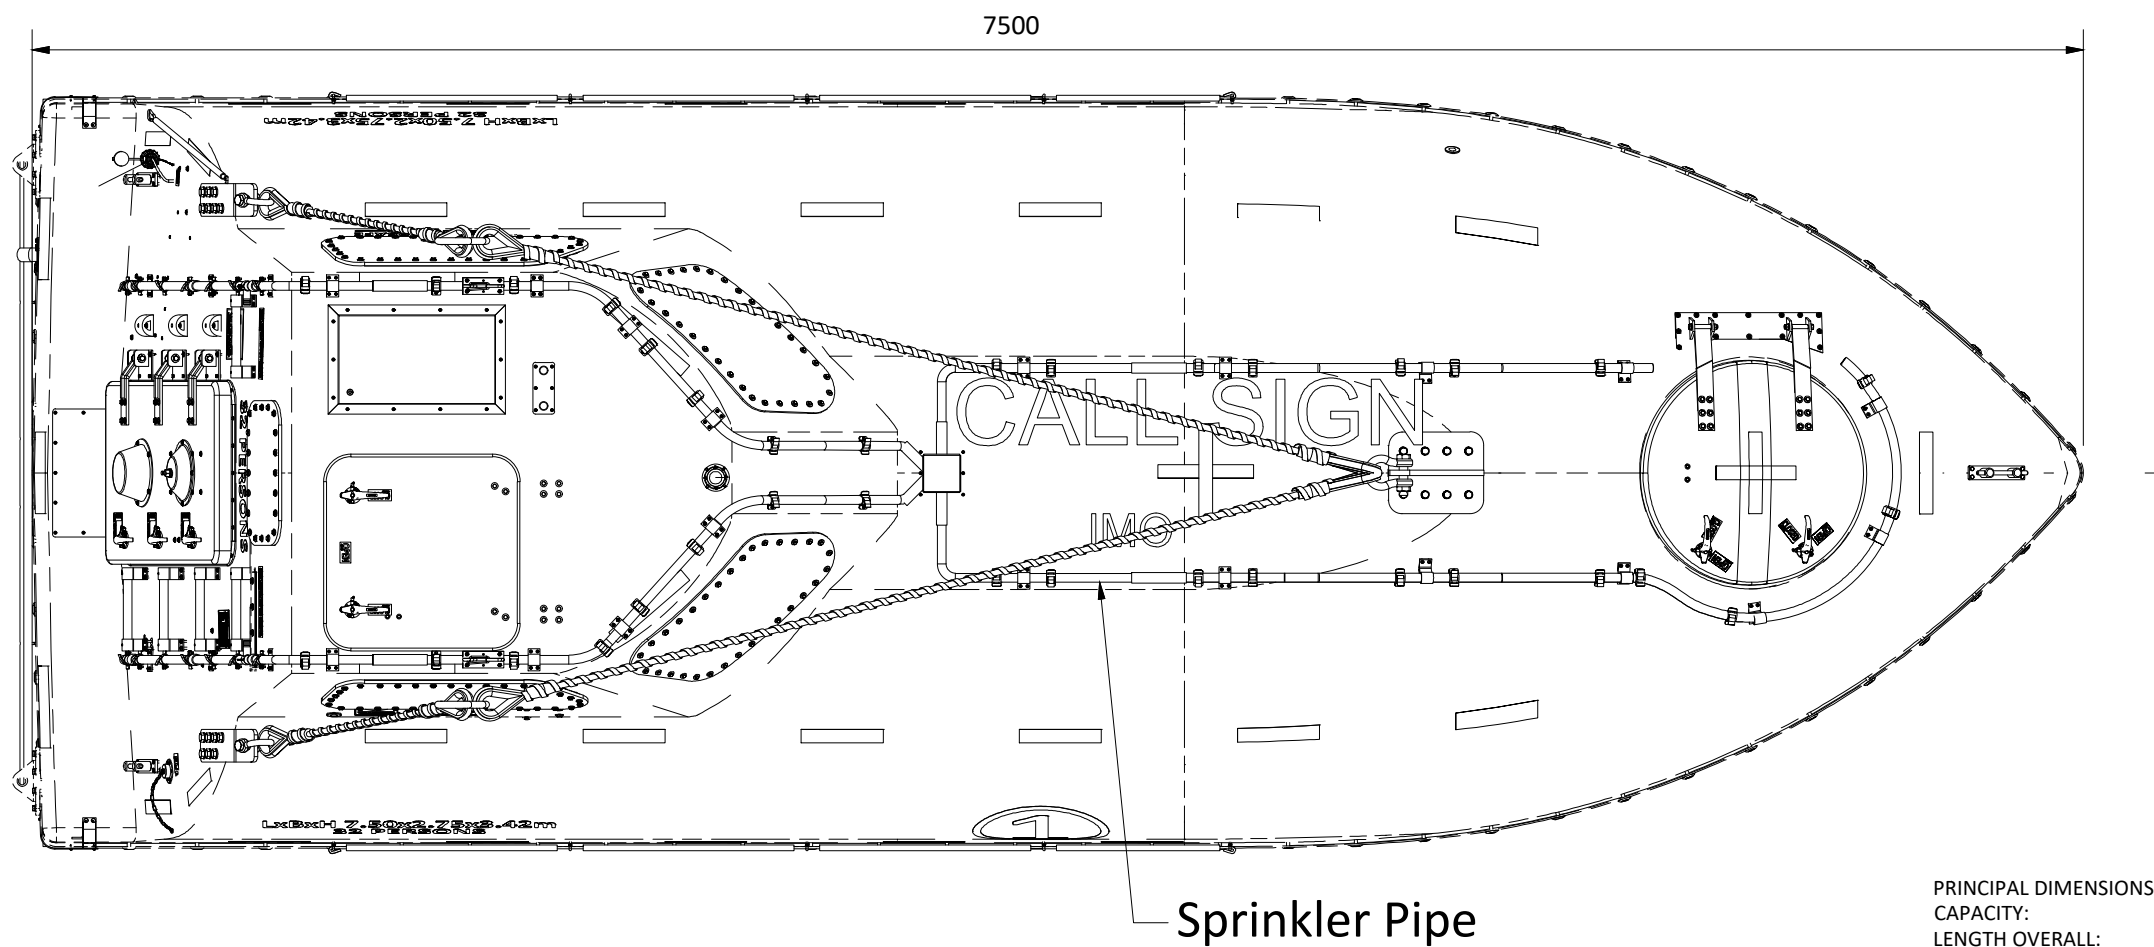 7500
32 PERSONS
LxBxH 7.50x2.75x3.42m
32 PERSONS
CALL SIGN
IMO
LxBxH 7.50x2.75x3.42m
32 PERSONS
1
Sprinkler Pipe
PRINCIPAL DIMENSIONS
CAPACITY:
LENGTH OVERALL: